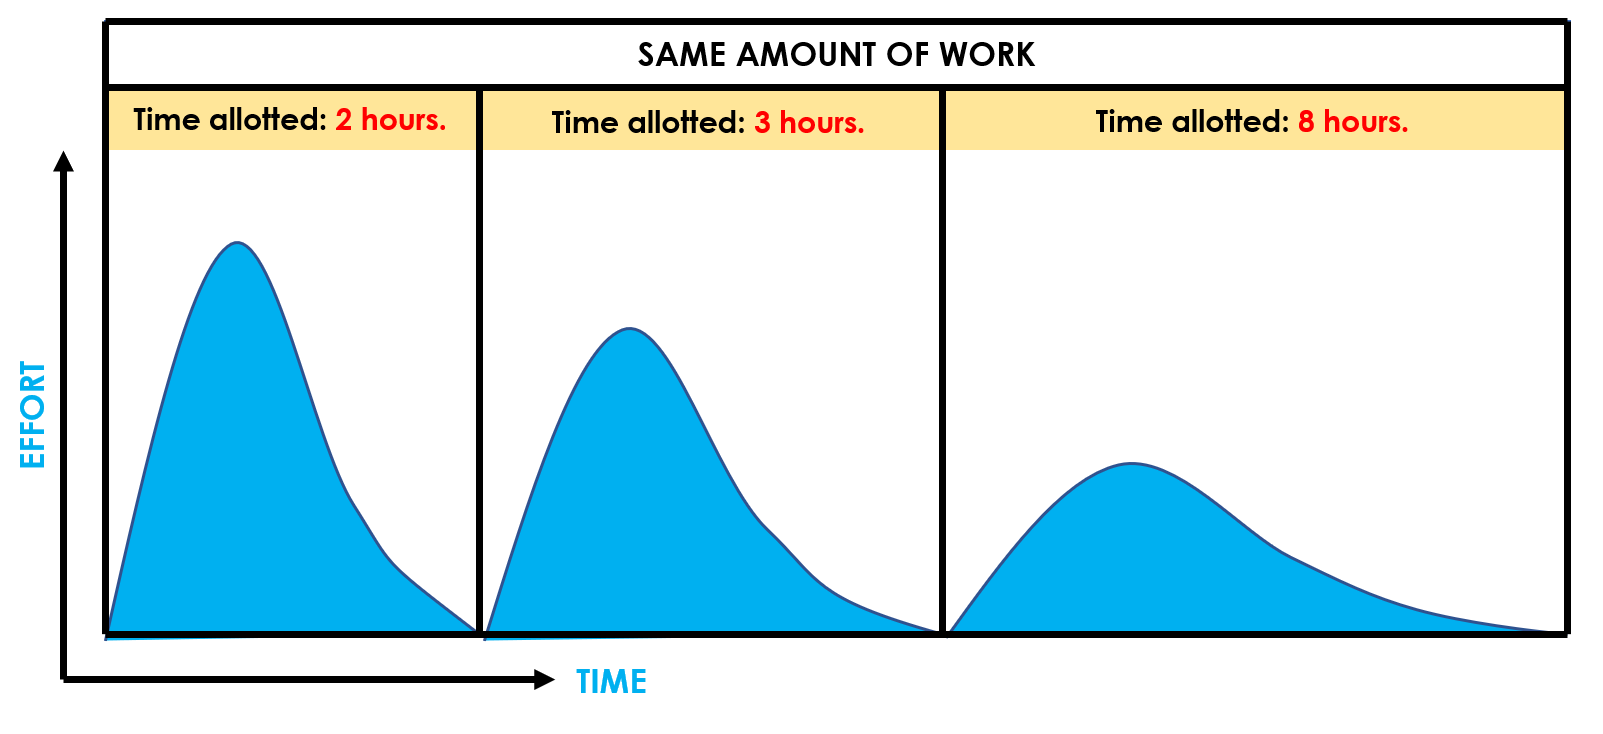 SAME AMOUNT OF WORK
Time allotted: 2 hours.
Time allotted: 3 hours.
Time allotted: 8 hours.
EFFORT
TIME